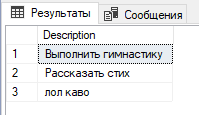 Результаты Сообщения
Description
1 Выполнить гимнастику
2 Рассказать стих
3 лол каво